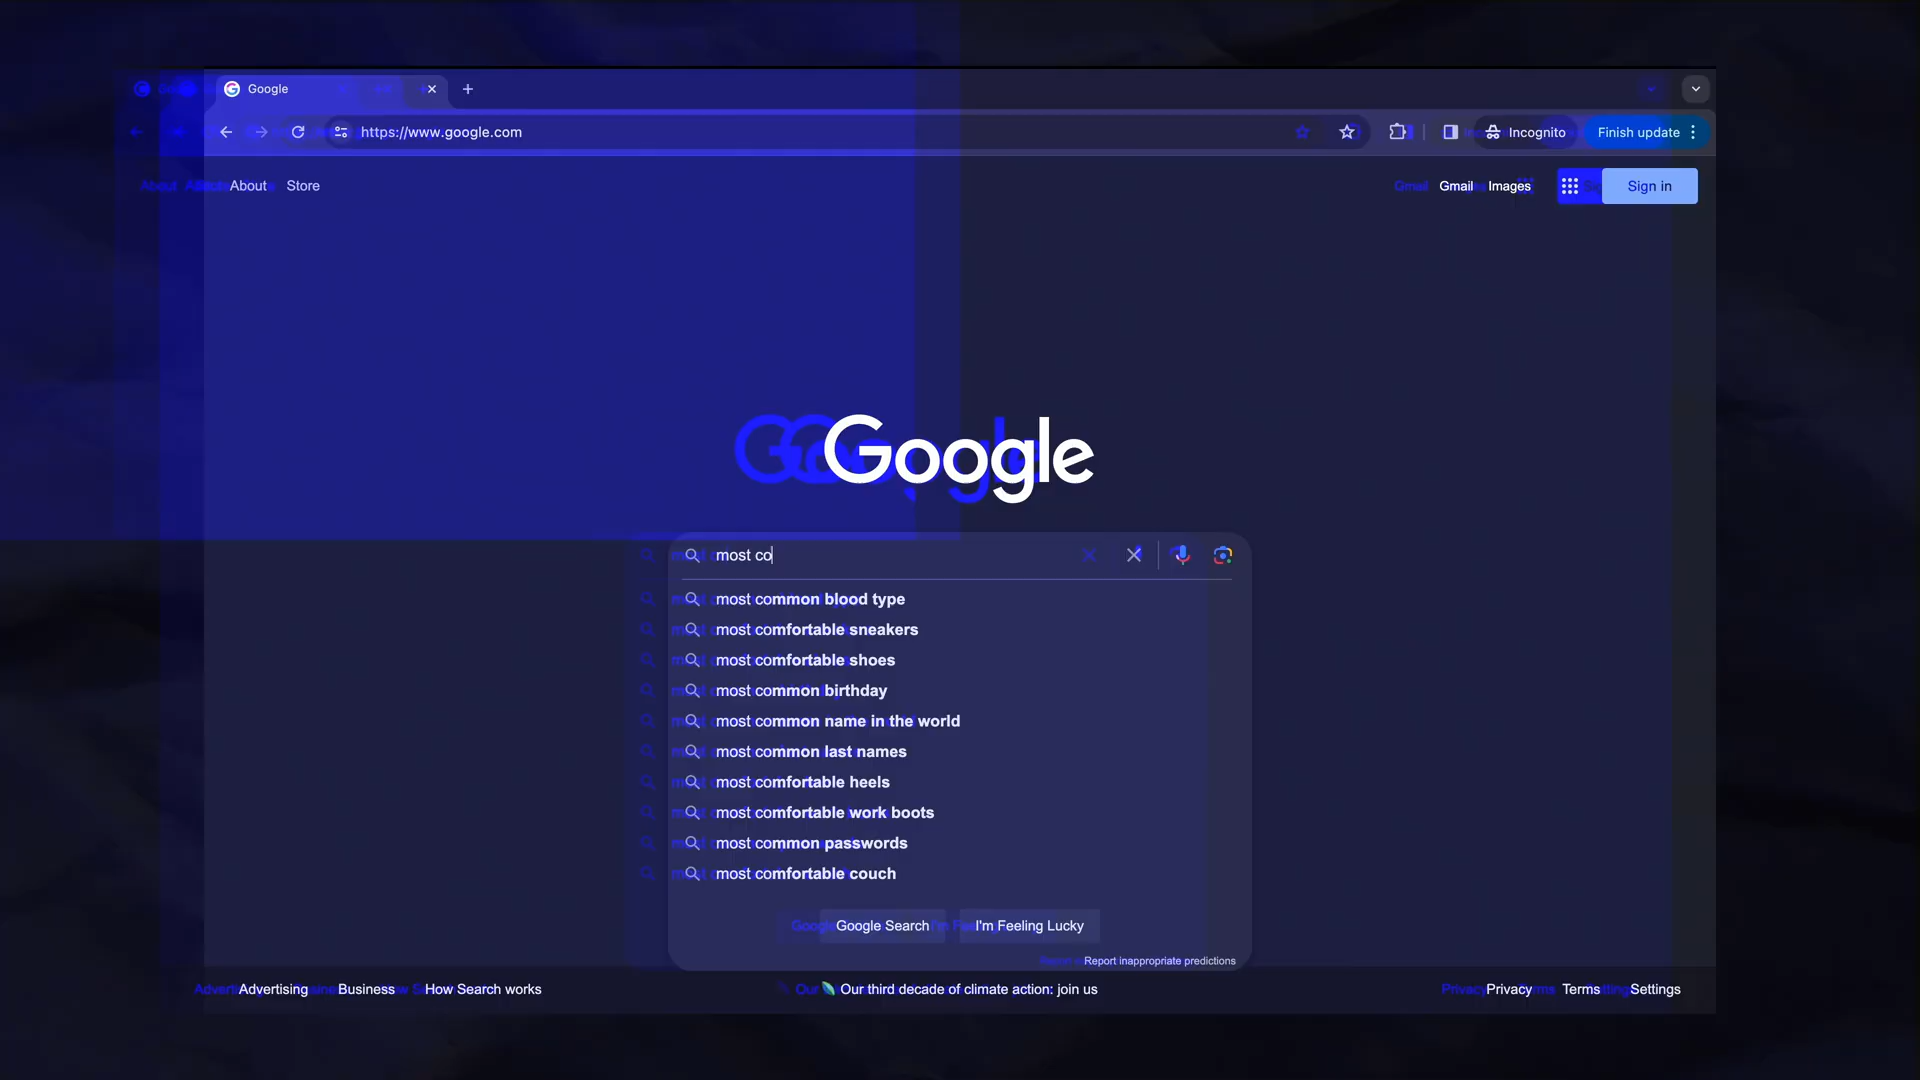 Google
https://www.google.com
Incognito
Finish update
About Store
Gmail Images
Sign in
Google
most co
most common blood type
most comfortable sneakers
most comfortable shoes
most common birthday
most common name in the world
most common last names
most comfortable heels
most comfortable work boots
most common passwords
most comfortable couch
Google Search I'm Feeling Lucky
Report inappropriate predictions
Advertising Business How Search works
Our third decade of climate action: join us
Privacy Terms Settings